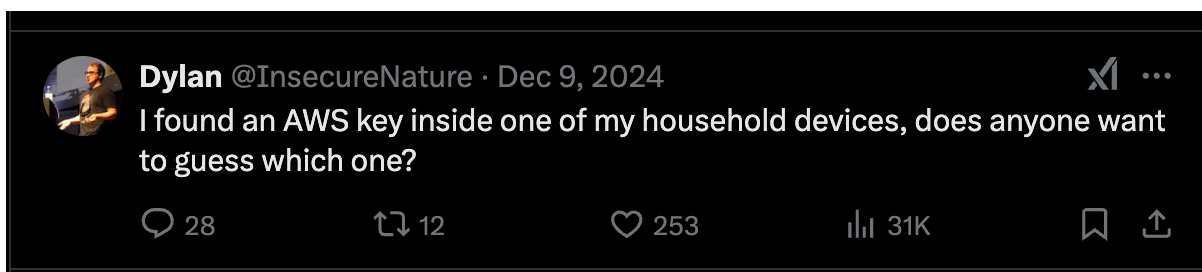 Dylan @InsecureNature · Dec 9, 2024
I found an AWS key inside one of my household devices, does anyone want
to guess which one?
28 12 253 31K